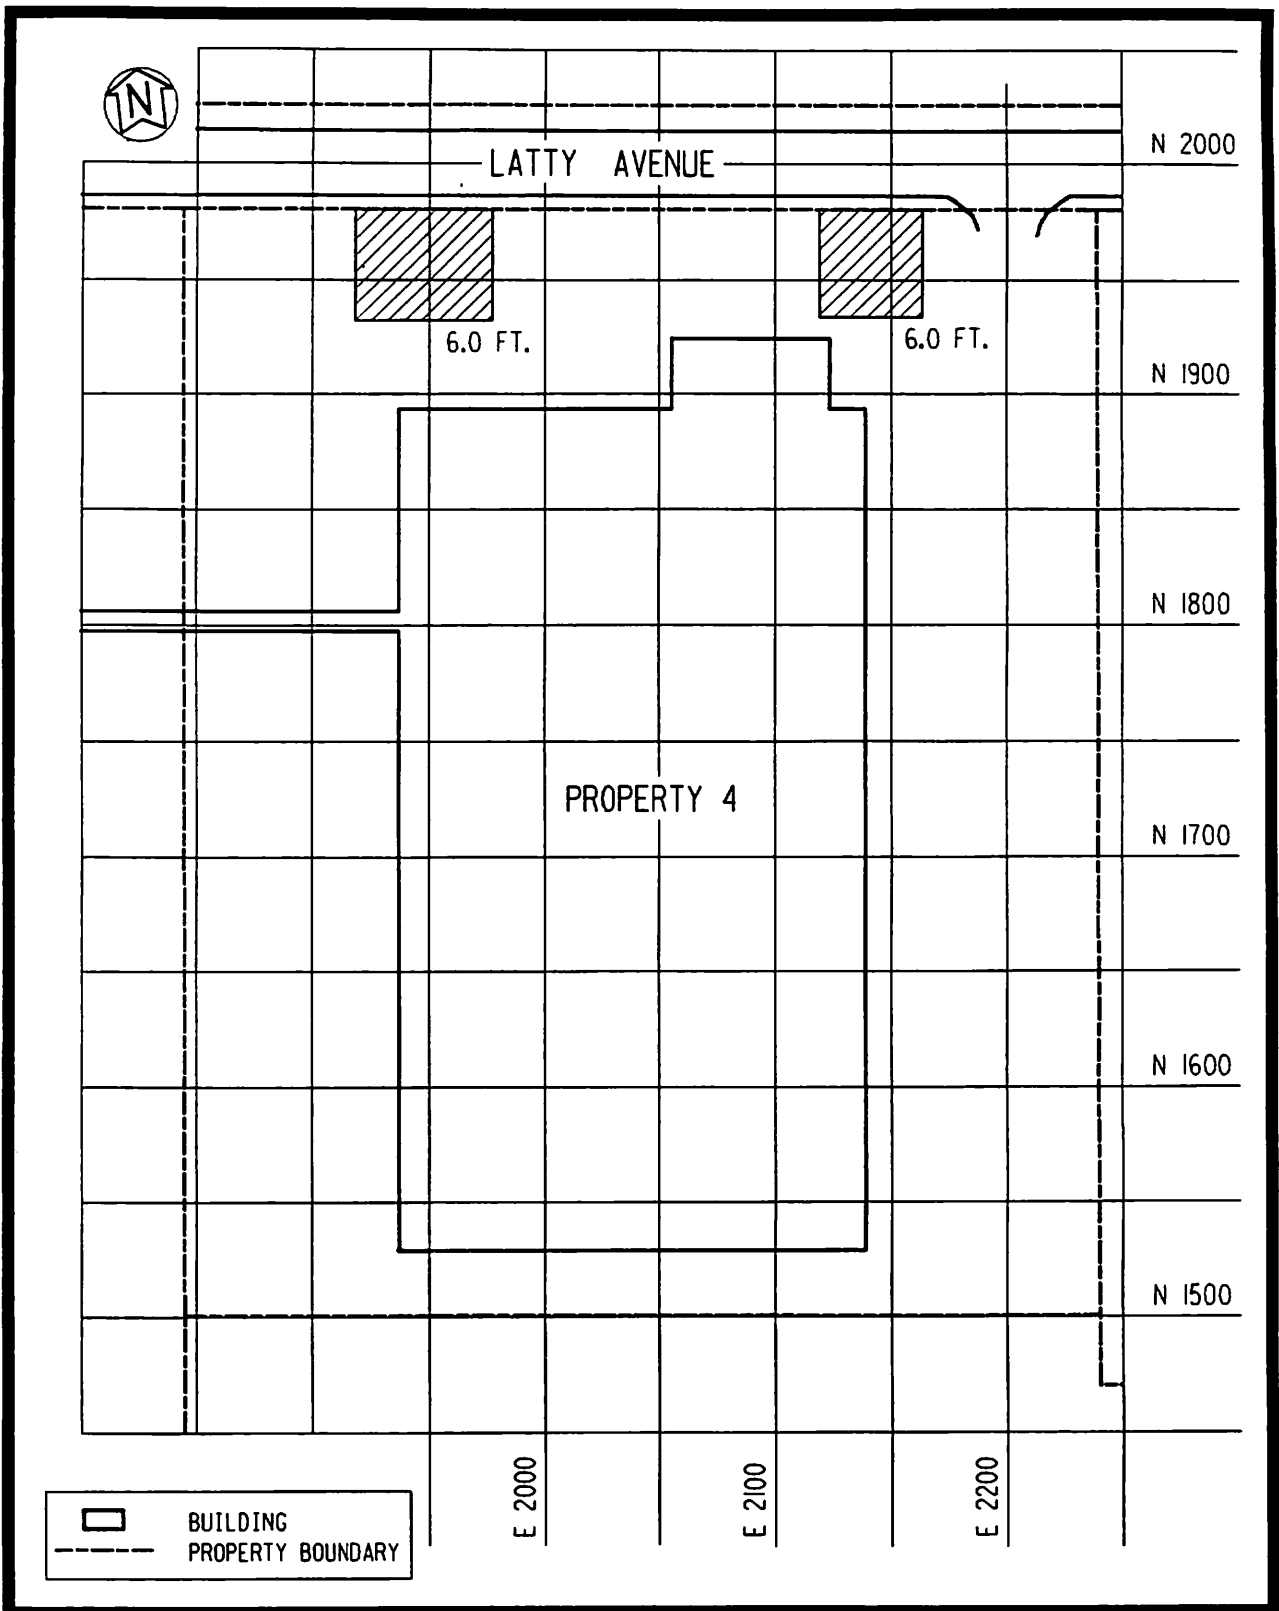 N
N 2000
LATTY AVENUE
6.0 FT.
6.0 FT.
N 1900
N 1800
PROPERTY 4
N 1700
N 1600
N 1500
E 2000
E 2100
E 2200
BUILDING
PROPERTY BOUNDARY